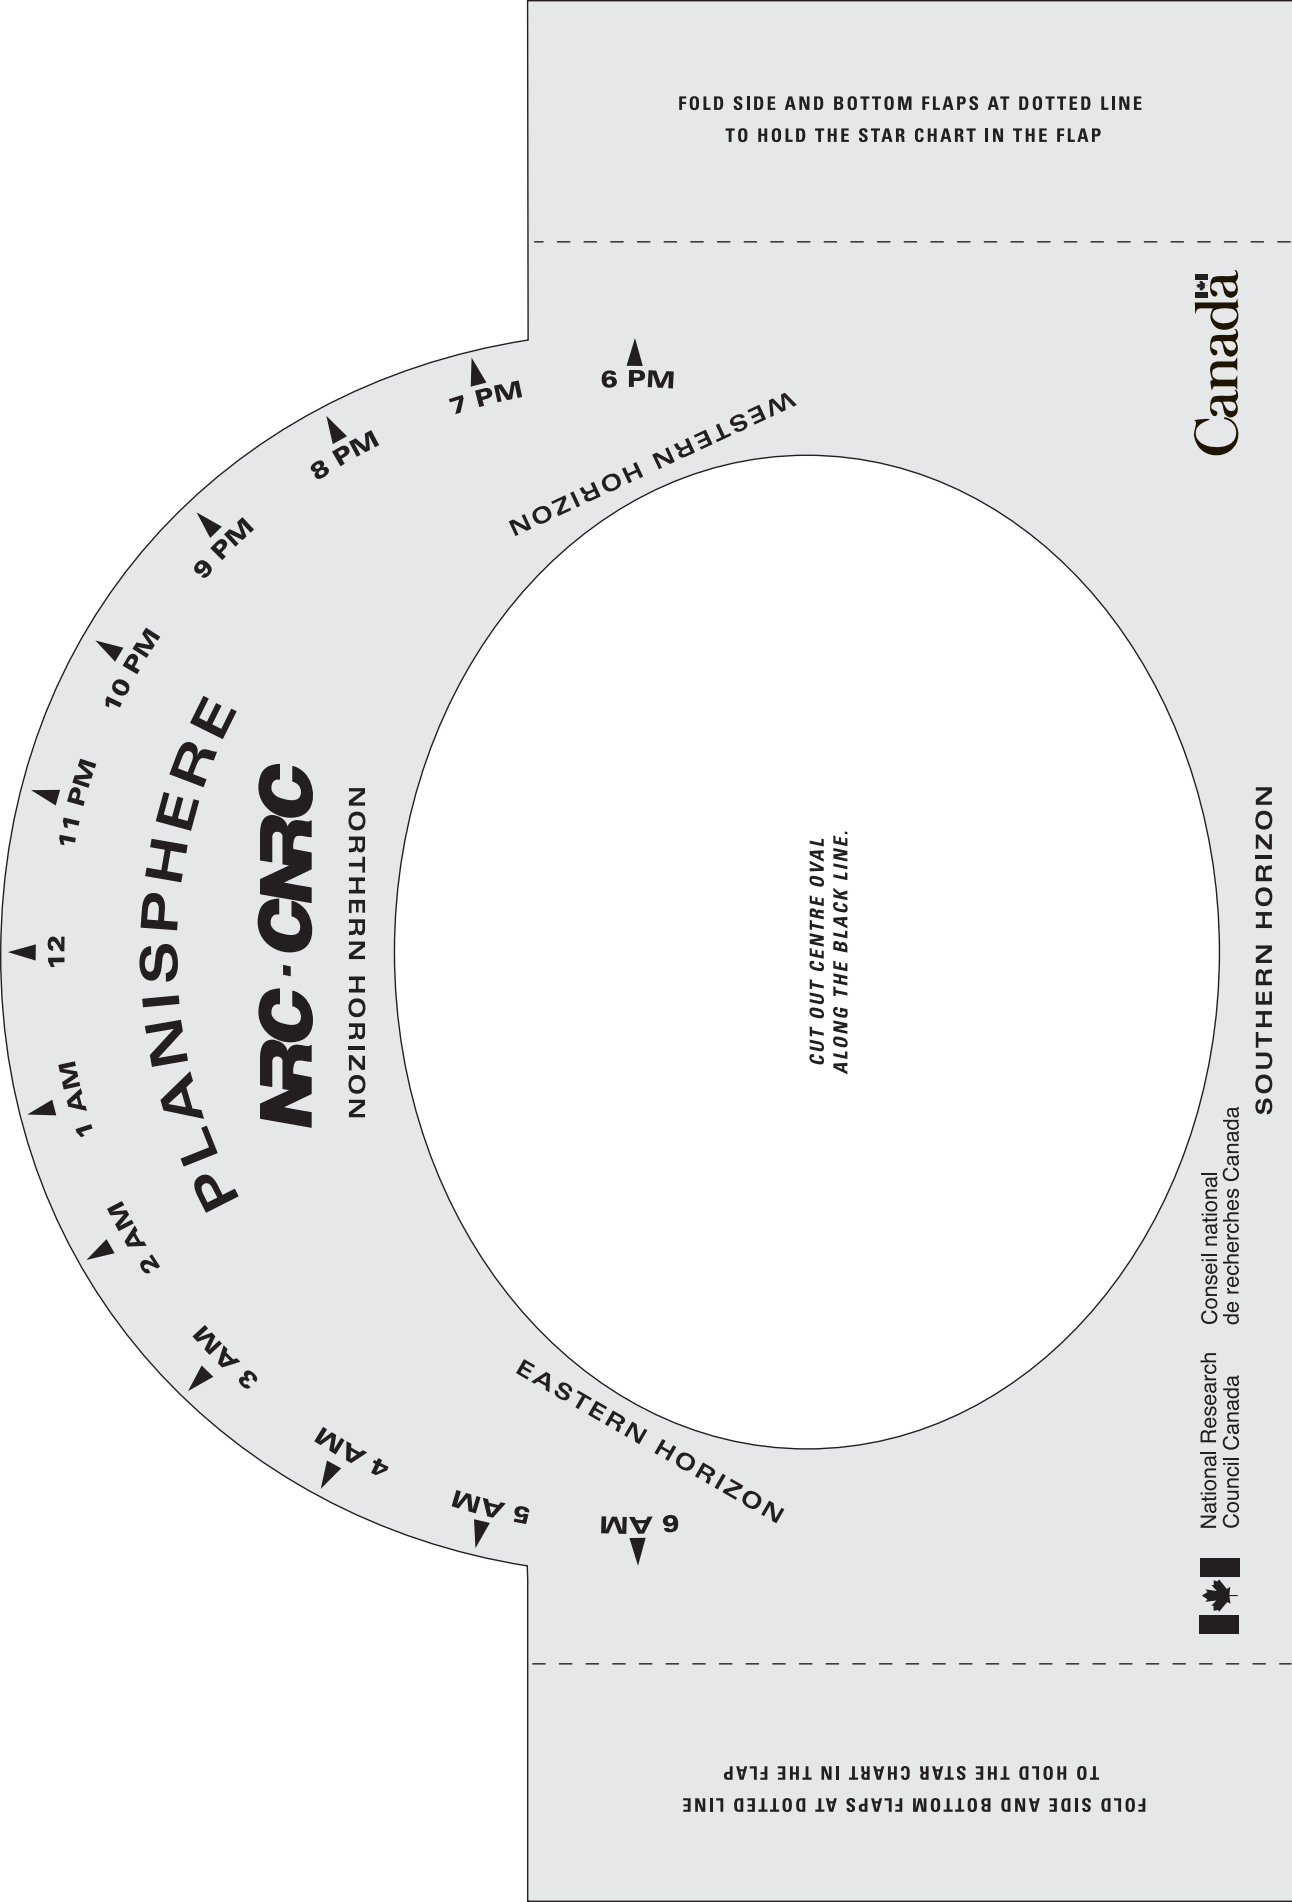 FOLD SIDE AND BOTTOM FLAPS AT DOTTED LINE
TO HOLD THE STAR CHART IN THE FLAP
Canada
6 PM
7 PM
8 PM
9 PM
10 PM
11 PM
12
1 AM
2 AM
3 AM
4 AM
5 AM
6 AM
PLANISPHERE
NRC · CNRC
NORTHERN HORIZON
WESTERN HORIZON
EASTERN HORIZON
SOUTHERN HORIZON
CUT OUT CENTRE OVAL
ALONG THE BLACK LINE.
National Research
Council Canada
Conseil national
de recherches Canada
FOLD SIDE AND BOTTOM FLAPS AT DOTTED LINE
TO HOLD THE STAR CHART IN THE FLAP